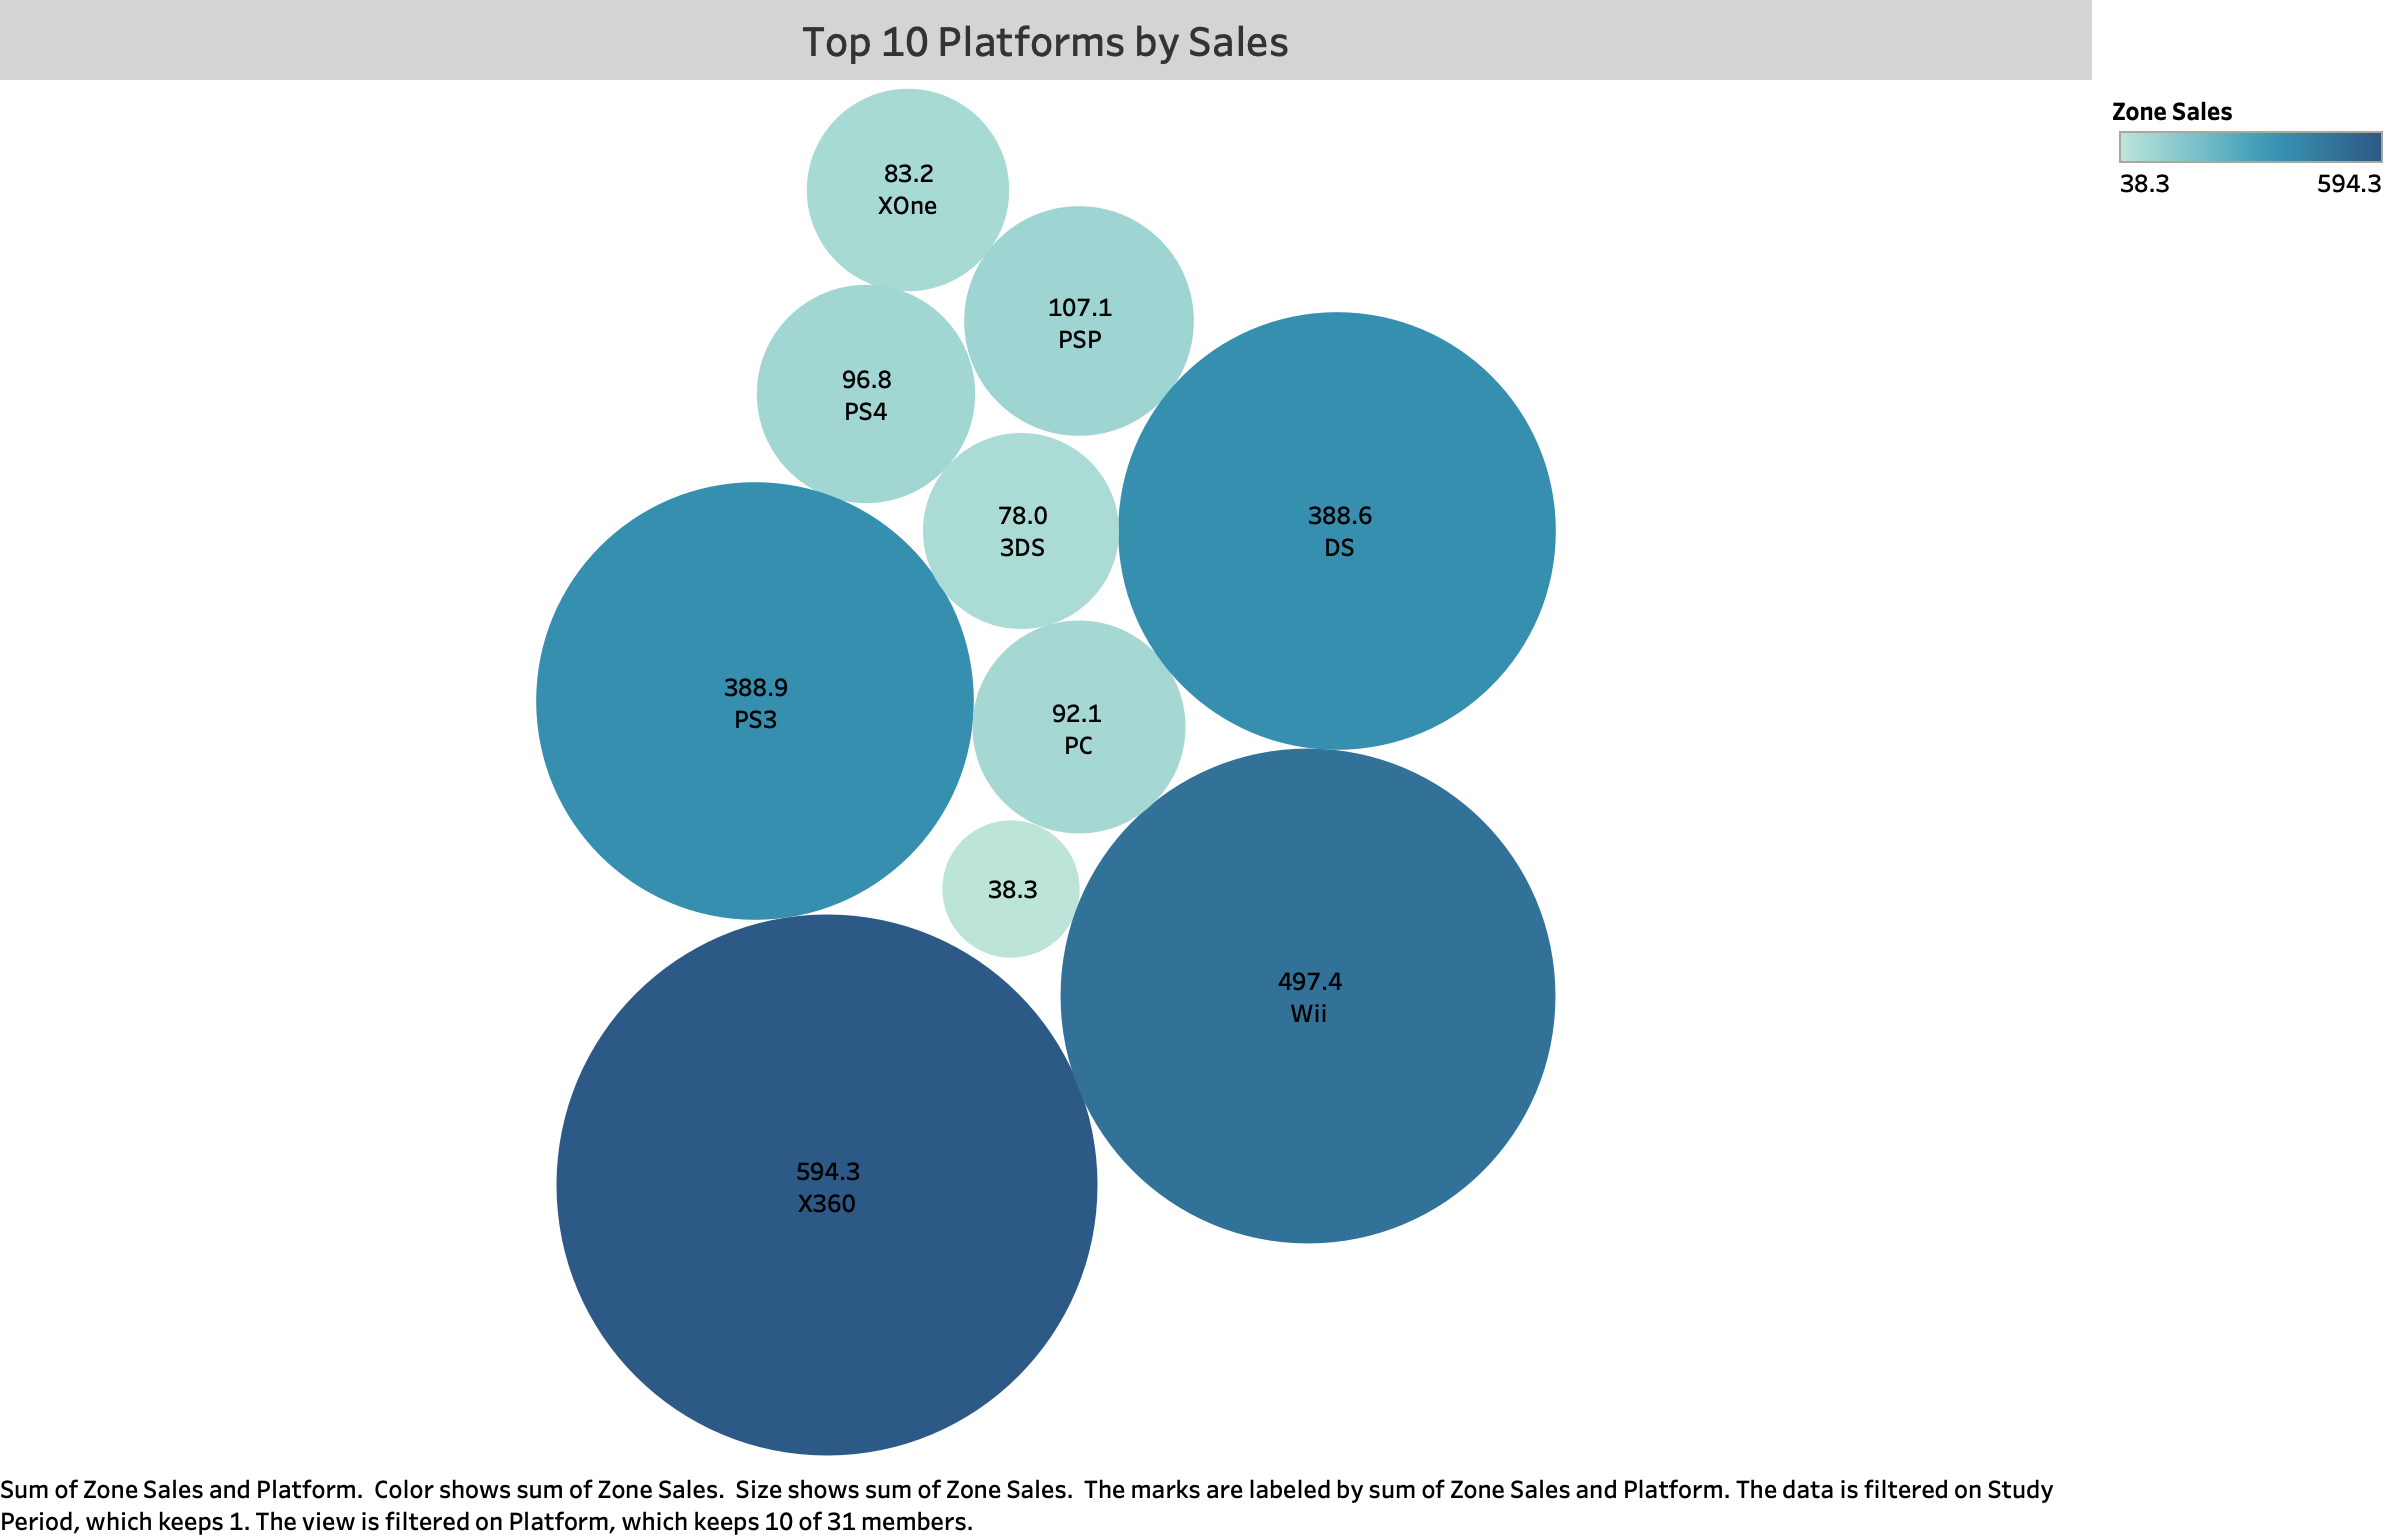 Top 10 Platforms by Sales
Zone Sales
38.3 594.3
83.2
XOne
107.1
PSP
96.8
PS4
78.0
3DS
388.6
DS
388.9
PS3
92.1
PC
38.3
497.4
Wii
594.3
X360
Sum of Zone Sales and Platform.  Color shows sum of Zone Sales.  Size shows sum of Zone Sales.  The marks are labeled by sum of Zone Sales and Platform. The data is filtered on Study
Period, which keeps 1. The view is filtered on Platform, which keeps 10 of 31 members.